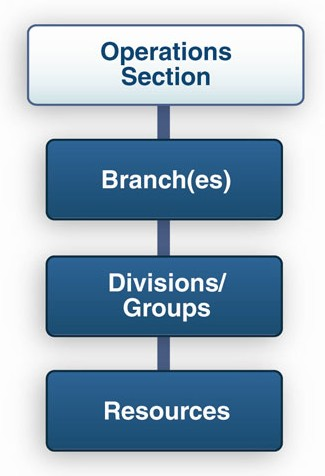 Operations
Section
Branch(es)
Divisions/
Groups
Resources